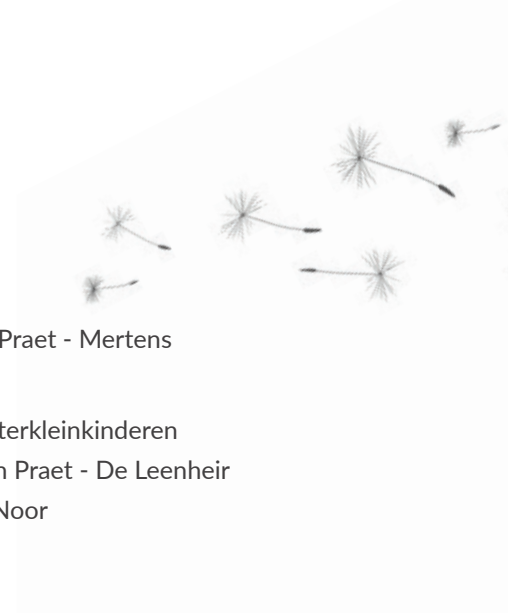 Praet - Mertens
terkleinkinderen
n Praet - De Leenheir
Noor